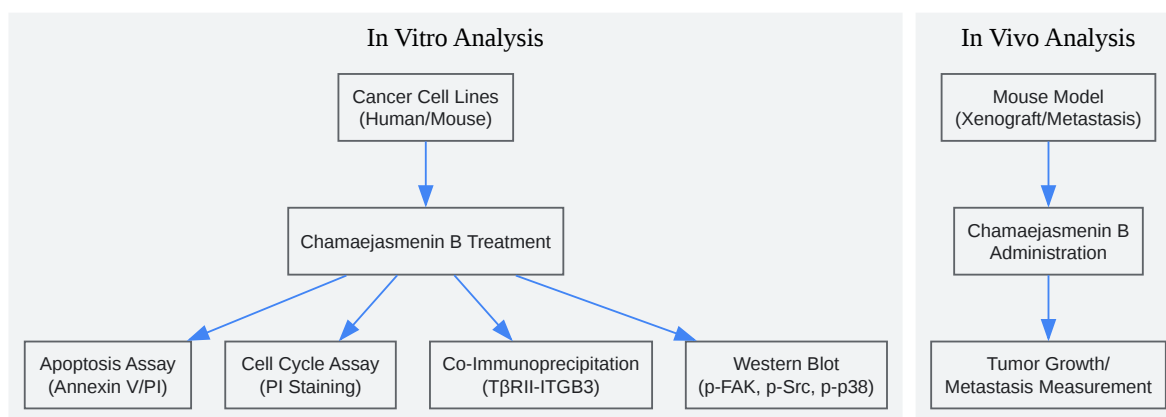 In Vitro Analysis
Cancer Cell Lines
(Human/Mouse)
Chamaejasmenin B Treatment
Apoptosis Assay
(Annexin V/PI)
Cell Cycle Assay
(PI Staining)
Co-Immunoprecipitation
(TβRII-ITGB3)
Western Blot
(p-FAK, p-Src, p-p38)
In Vivo Analysis
Mouse Model
(Xenograft/Metastasis)
Chamaejasmenin B
Administration
Tumor Growth/
Metastasis Measurement